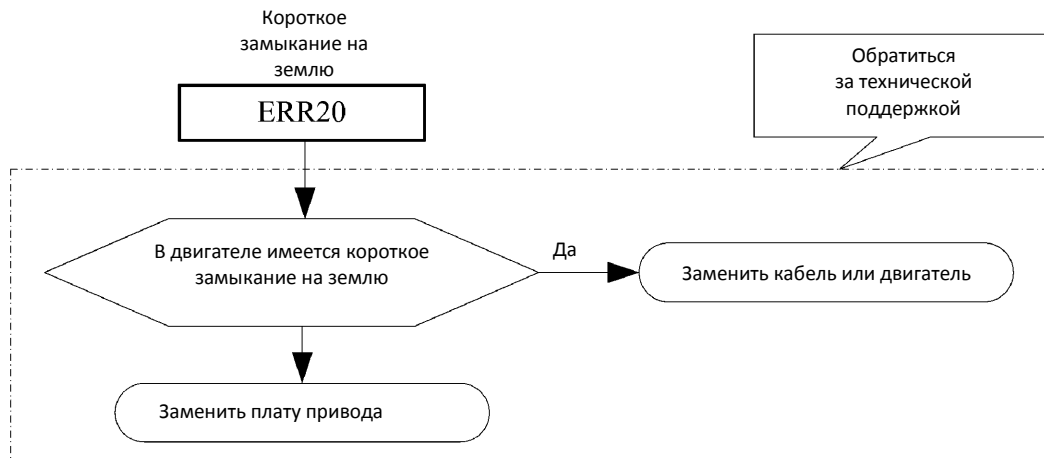 Короткое
замыкание на
землю
ERR20
Обратиться
за технической
поддержкой
В двигателе имеется короткое
замыкание на землю
Да
Заменить кабель или двигатель
Заменить плату привода